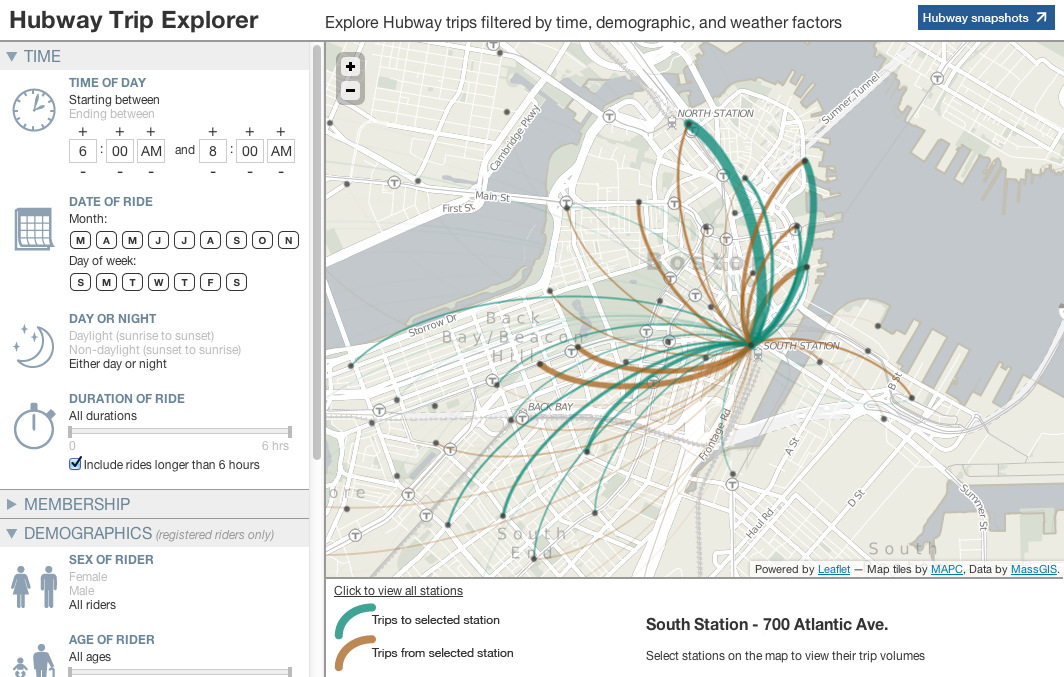 Hubway Trip Explorer
Explore Hubway trips filtered by time, demographic, and weather factors
Hubway snapshots
TIME
TIME OF DAY
Starting between
Ending between
+ + + + + +
6 : 00 AM and 8 : 00 AM
- - - - - -
DATE OF RIDE
Month:
M A M J J A S O N
Day of week:
S M T W T F S
DAY OR NIGHT
Daylight (sunrise to sunset)
Non-daylight (sunset to sunrise)
Either day or night
DURATION OF RIDE
All durations
0 6 hrs
Include rides longer than 6 hours
MEMBERSHIP
DEMOGRAPHICS (registered riders only)
SEX OF RIDER
Female
Male
All riders
AGE OF RIDER
All ages
+
-
NORTH STATION
Sumner Tunnel
Cambridge Pkwy
Main St
First St
Boston
Storrow Dr
Back
Bay/Beacon
Hill
SOUTH STATION
BACK BAY
B St
Frontage Rd
A St
ore
D St
Haul Rd
Summer St
South
End
South
Powered by Leaflet — Map tiles by MAPC, Data by MassGIS.
Click to view all stations
Trips to selected station
Trips from selected station
South Station - 700 Atlantic Ave.
Select stations on the map to view their trip volumes